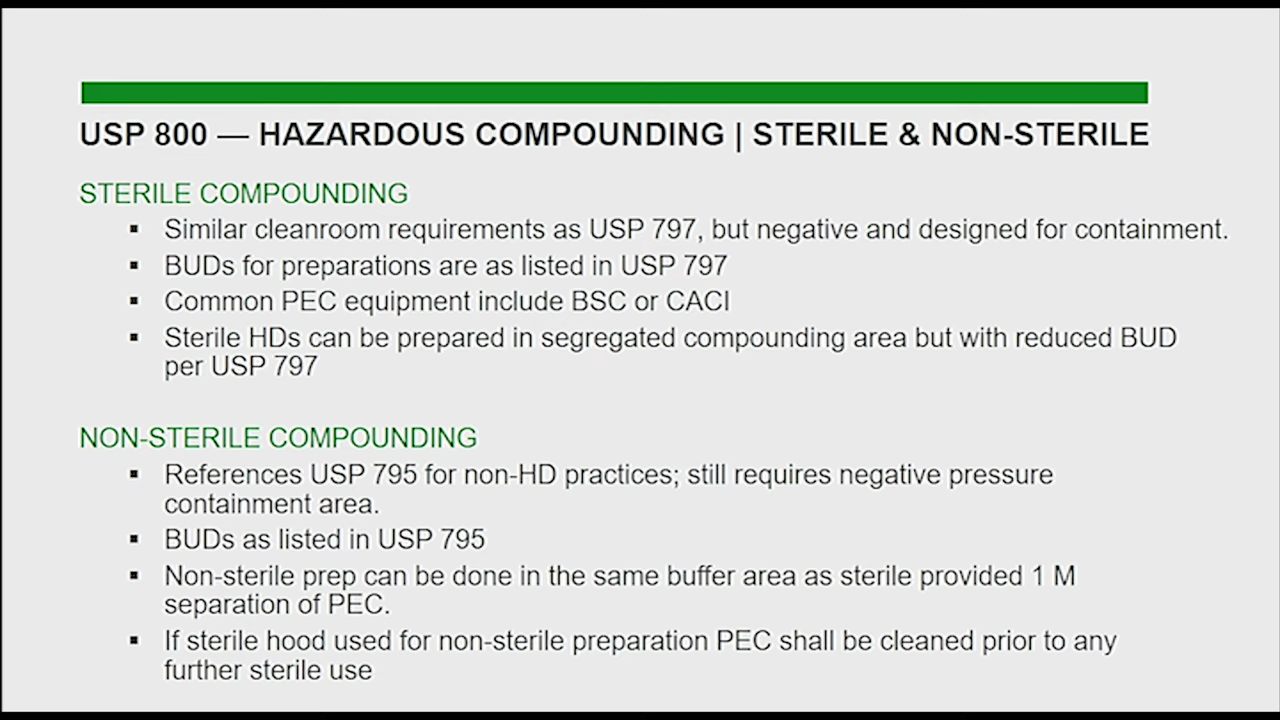 USP 800 — HAZARDOUS COMPOUNDING | STERILE & NON-STERILE
STERILE COMPOUNDING
▪ Similar cleanroom requirements as USP 797, but negative and designed for containment.
▪ BUDs for preparations are as listed in USP 797
▪ Common PEC equipment include BSC or CACI
▪ Sterile HDs can be prepared in segregated compounding area but with reduced BUD
per USP 797
NON-STERILE COMPOUNDING
▪ References USP 795 for non-HD practices; still requires negative pressure
containment area.
▪ BUDs as listed in USP 795
▪ Non-sterile prep can be done in the same buffer area as sterile provided 1 M
separation of PEC.
▪ If sterile hood used for non-sterile preparation PEC shall be cleaned prior to any
further sterile use